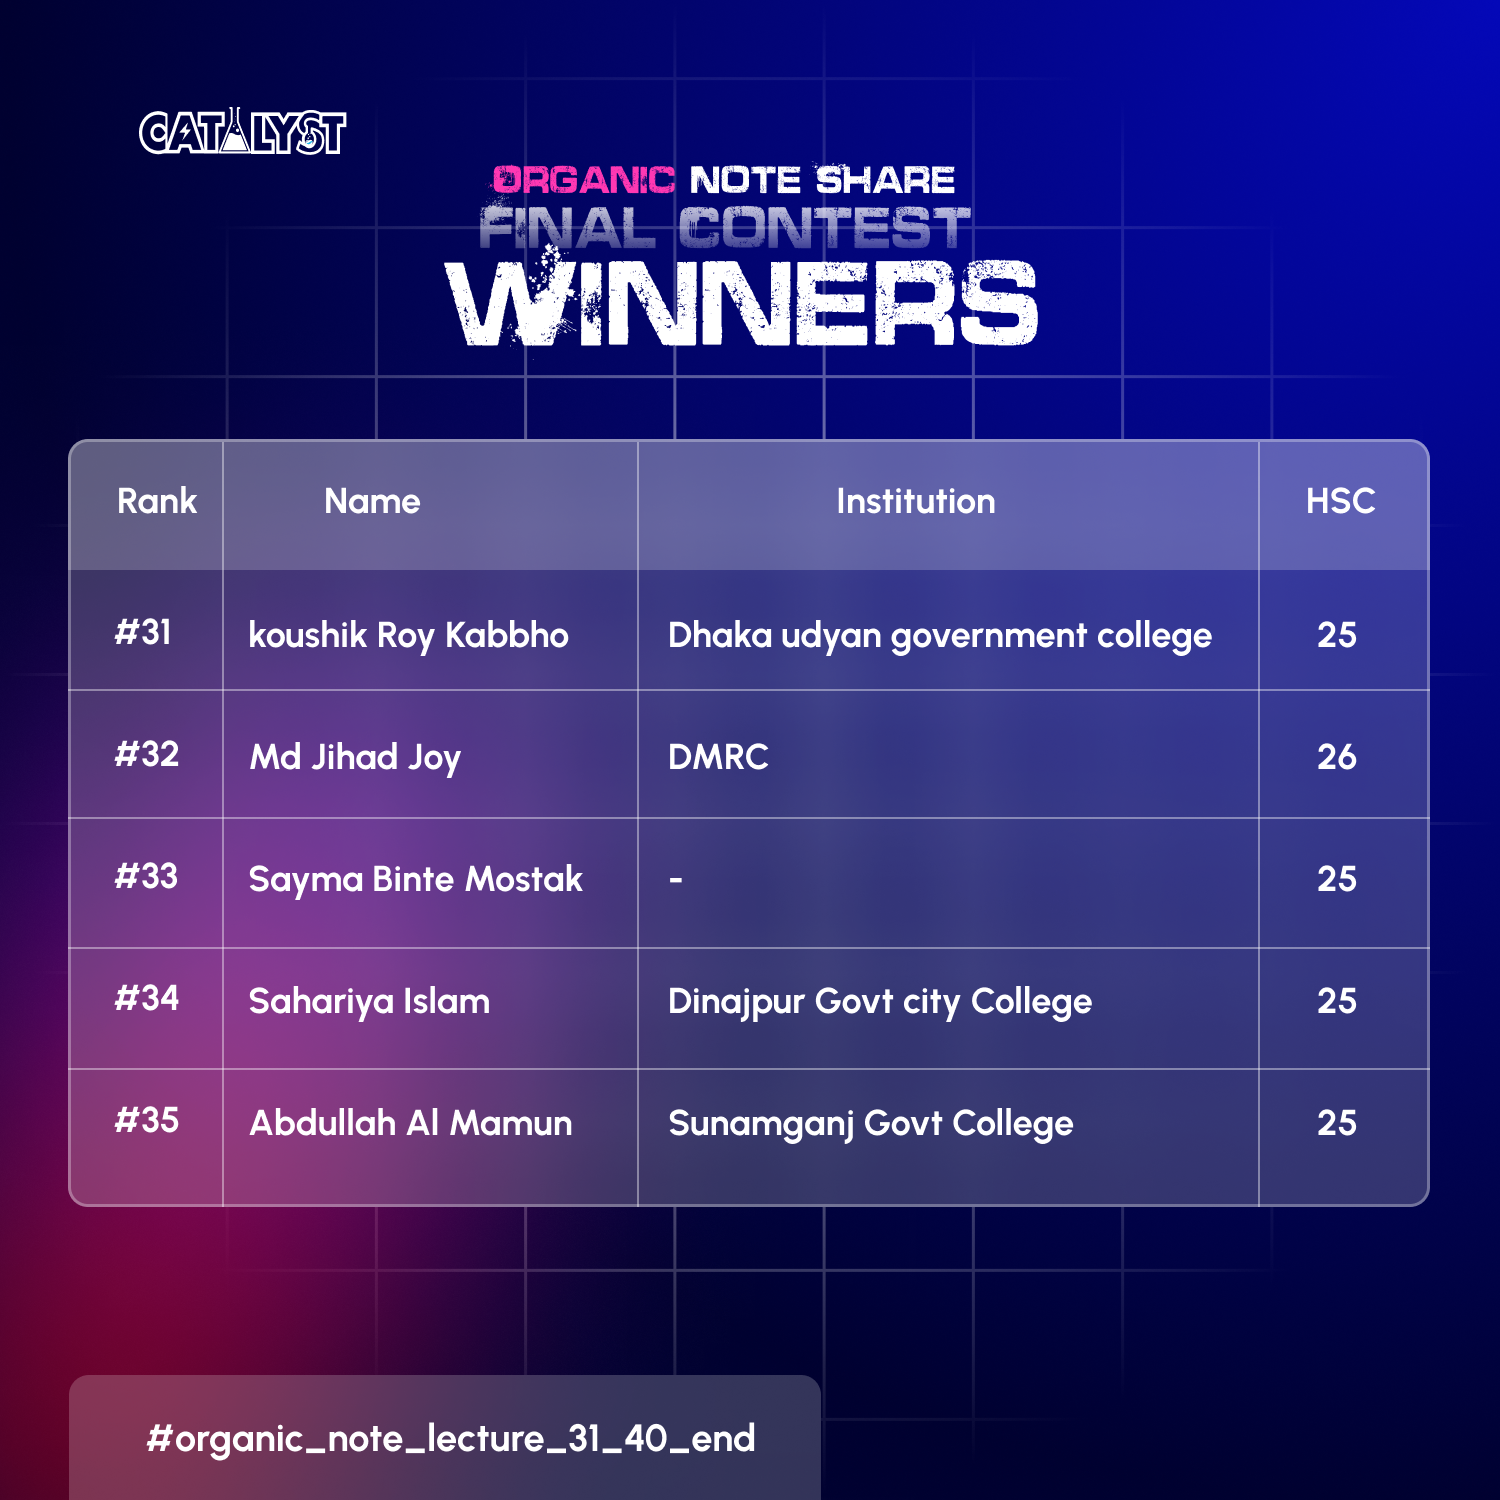 CATALYST
ORGANIC NOTE SHARE
FINAL CONTEST
WINNERS
Rank Name Institution HSC
#31 koushik Roy Kabbho Dhaka udyan government college 25
#32 Md Jihad Joy DMRC 26
#33 Sayma Binte Mostak - 25
#34 Sahariya Islam Dinajpur Govt city College 25
#35 Abdullah Al Mamun Sunamganj Govt College 25
#organic_note_lecture_31_40_end